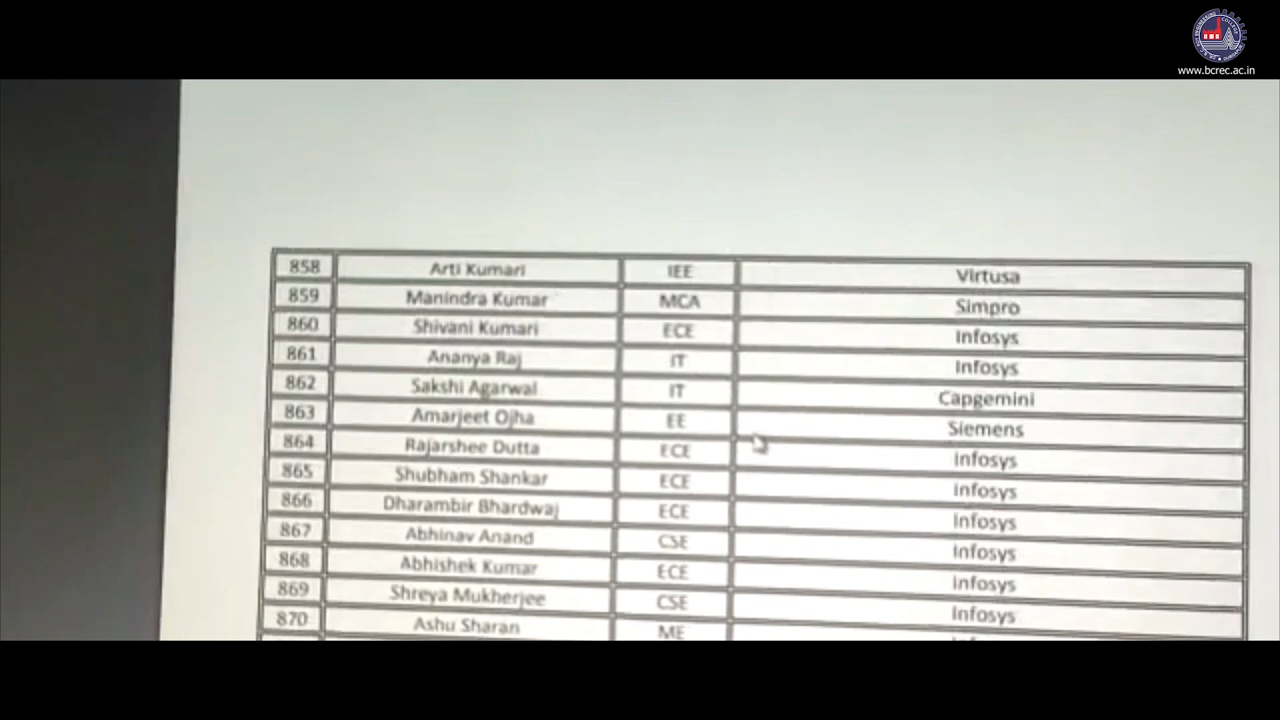 www.bcrec.ac.in
858 Arti Kumari IEE Virtusa
859 Manindra Kumar MCA Simpro
860 Shivani Kumari ECE Infosys
861 Ananya Raj IT Infosys
862 Sakshi Agarwal IT Capgemini
863 Amarjeet Ojha EE Siemens
864 Rajarshee Dutta ECE Infosys
865 Shubham Shankar ECE Infosys
866 Dharambir Bhardwaj ECE Infosys
867 Abhinav Anand CSE Infosys
868 Abhishek Kumar ECE Infosys
869 Shreya Mukherjee CSE Infosys
870 Ashu Sharan ME